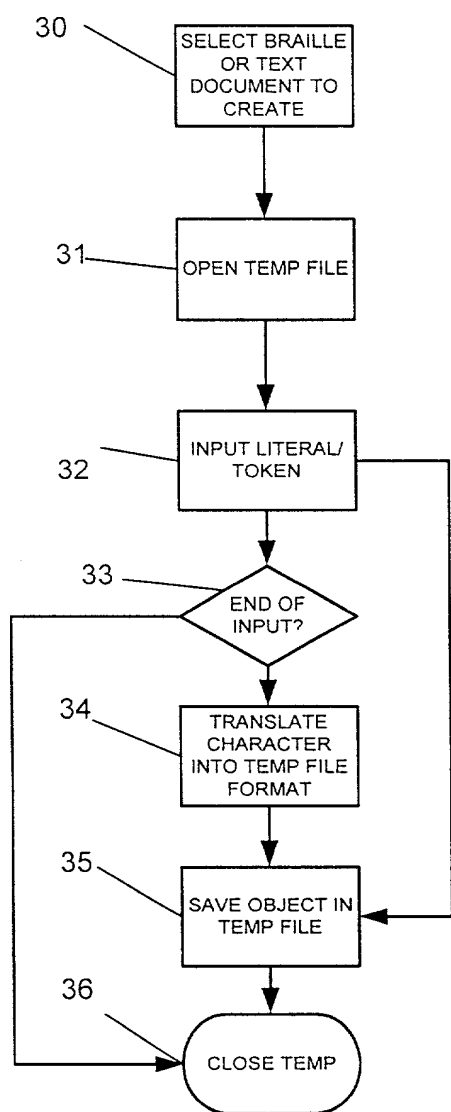 30
SELECT BRAILLE
OR TEXT
DOCUMENT TO
CREATE
31
OPEN TEMP FILE
32
INPUT LITERAL/
TOKEN
33
END OF
INPUT?
34
TRANSLATE
CHARACTER
INTO TEMP FILE
FORMAT
35
SAVE OBJECT IN
TEMP FILE
36
CLOSE TEMP